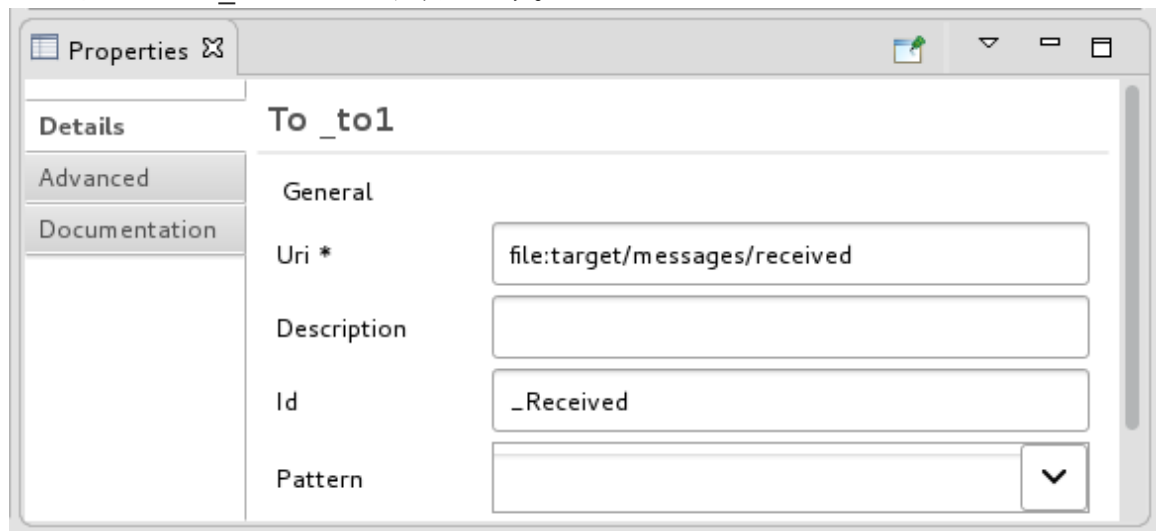 Properties
Details
To _to1
Advanced
General
Documentation
Uri *
file:target/messages/received
Description
Id
_Received
Pattern